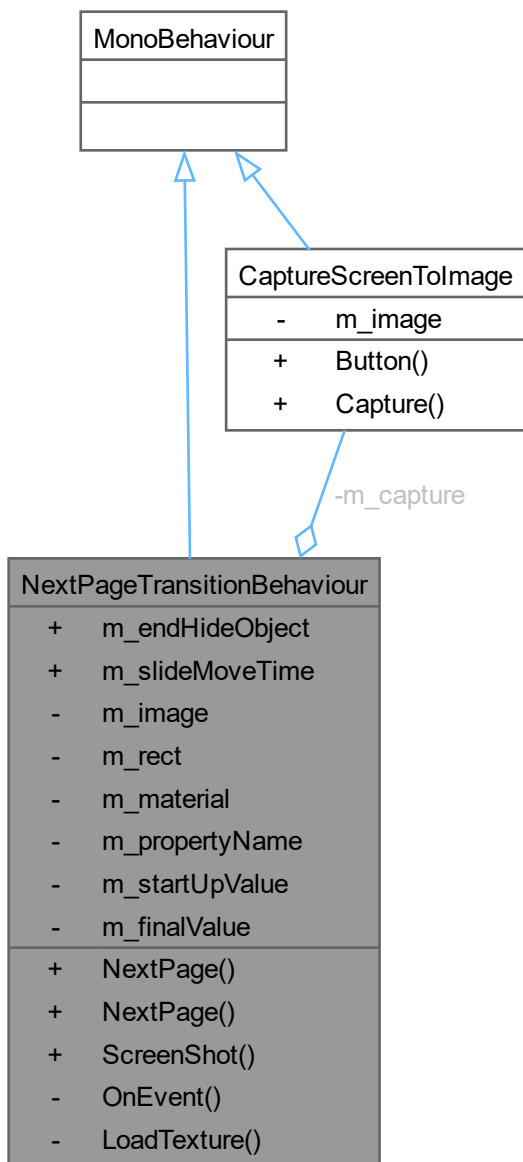 MonoBehaviour
CaptureScreenToImage
- m_image
+ Button()
+ Capture()
-m_capture
NextPageTransitionBehaviour
+ m_endHideObject
+ m_slideMoveTime
- m_image
- m_rect
- m_material
- m_propertyName
- m_startUpValue
- m_finalValue
+ NextPage()
+ NextPage()
+ ScreenShot()
- OnEvent()
- LoadTexture()